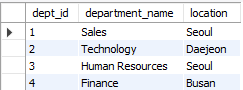 dept_id department_name location
1 Sales Seoul
2 Technology Daejeon
3 Human Resources Seoul
4 Finance Busan